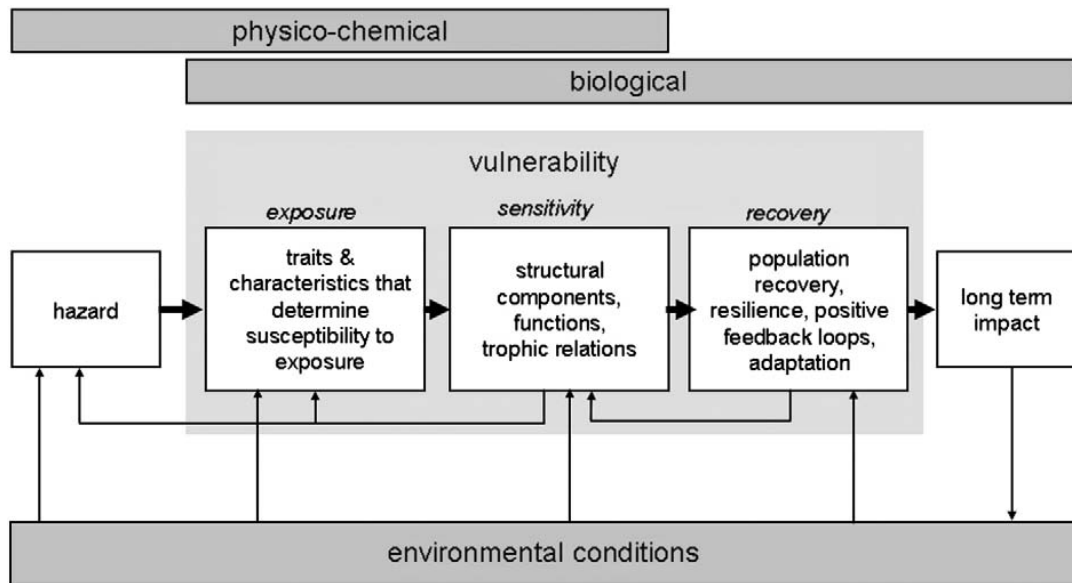 physico-chemical
biological
vulnerability
exposure
sensitivity
recovery
hazard
traits &
characteristics that
determine
susceptibility to
exposure
structural
components,
functions,
trophic relations
population
recovery,
resilience, positive
feedback loops,
adaptation
long term
impact
environmental conditions